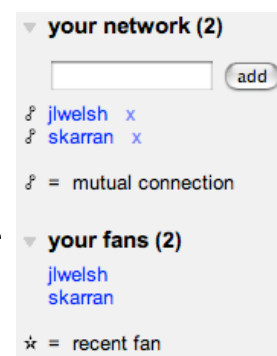 your network (2)
add
jlwelsh x
skarran x
= mutual connection
your fans (2)
jlwelsh
skarran
☆ = recent fan